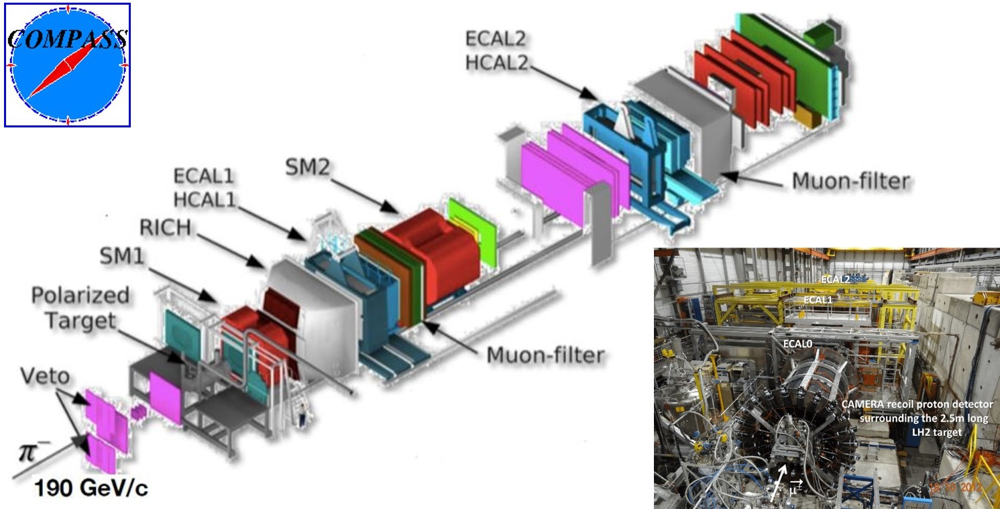 COMPASS
ECAL2
HCAL2
SM2
Muon-filter
ECAL1
HCAL1
RICH
SM1
Polarized
Target
Veto
Muon-filter
π⁻
190 GeV/c
ECAL2
ECAL1
ECAL0
CAMERA recoil proton detector
surrounding the 2.5m long
LH2 target
μ⃗±